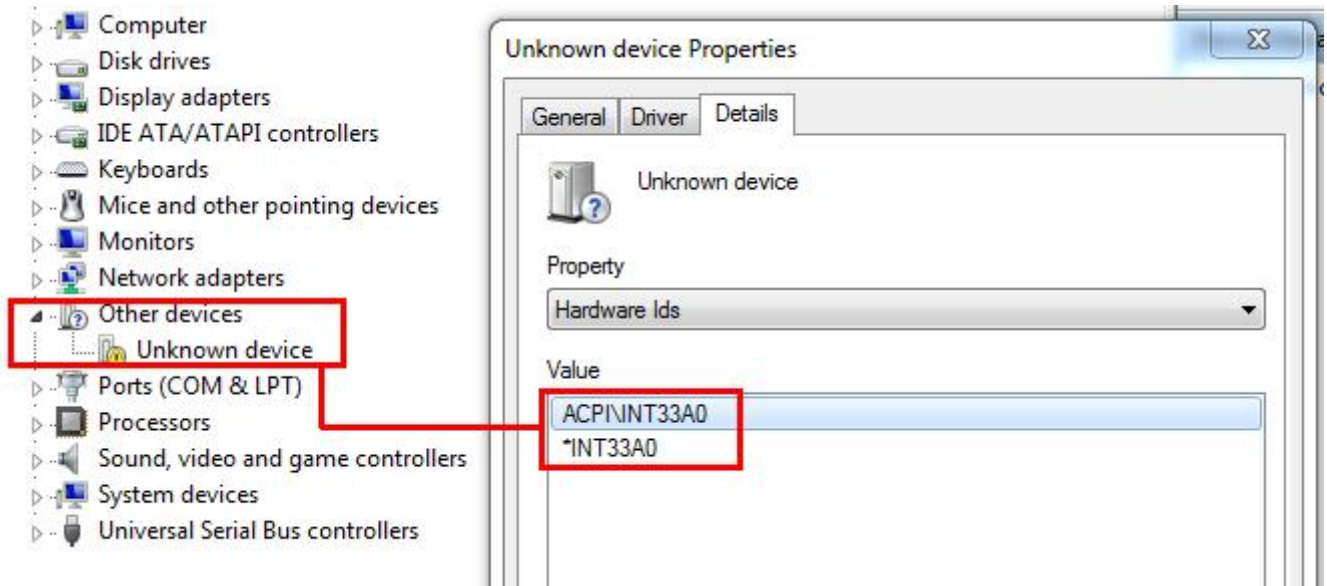 Computer
Disk drives
Display adapters
IDE ATA/ATAPI controllers
Keyboards
Mice and other pointing devices
Monitors
Network adapters
Other devices
Unknown device
Ports (COM & LPT)
Processors
Sound, video and game controllers
System devices
Universal Serial Bus controllers
Unknown device Properties
General
Driver
Details
Unknown device
Property
Hardware Ids
Value
ACPI\INT33A0
*INT33A0